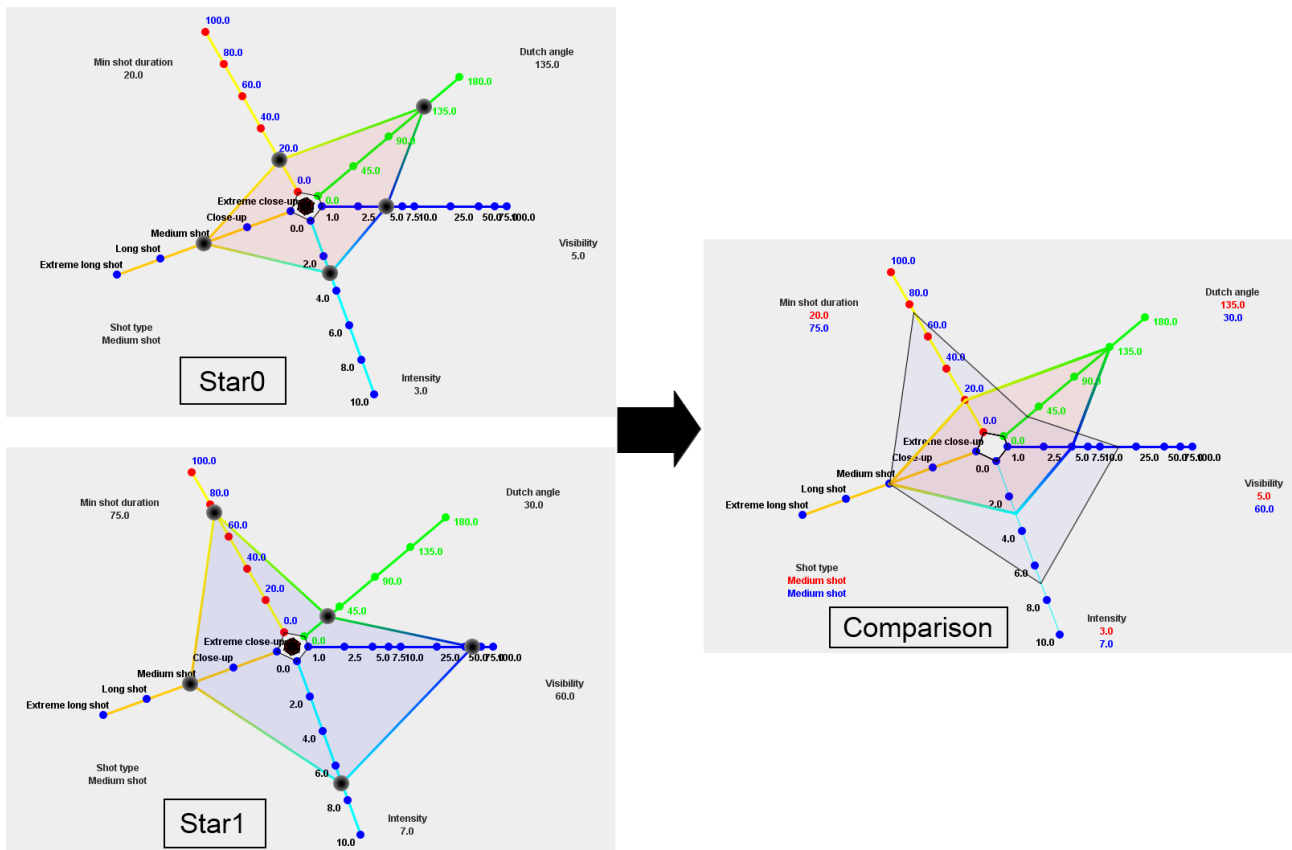 100.0
80.0
60.0
40.0
20.0
0.0
Min shot duration
20.0
Dutch angle
135.0
180.0
135.0
90.0
45.0
0.0
Extreme close-up
Close-up
Medium shot
Long shot
Extreme long shot
1.0 2.5 5.0 7.5 10.0 25.0 50.0 75.0 100.0
Visibility
5.0
0.0
2.0
4.0
6.0
8.0
10.0
Shot type
Medium shot
Intensity
3.0
Star0
100.0
80.0
60.0
40.0
20.0
0.0
Min shot duration
75.0
Dutch angle
30.0
180.0
135.0
90.0
45.0
0.0
Extreme close-up
Close-up
Medium shot
Long shot
Extreme long shot
1.0 2.5 5.0 7.5 10.0 25.0 50.0 75.0 100.0
Visibility
60.0
0.0
2.0
4.0
6.0
8.0
10.0
Shot type
Medium shot
Intensity
7.0
Star1
100.0
80.0
60.0
40.0
20.0
0.0
Min shot duration
20.0
75.0
Dutch angle
135.0
30.0
180.0
135.0
90.0
45.0
0.0
Extreme close-up
Close-up
Medium shot
Long shot
Extreme long shot
1.0 2.5 5.0 7.5 10.0 25.0 50.0 75.0 100.0
Visibility
5.0
60.0
0.0
2.0
4.0
6.0
8.0
10.0
Shot type
Medium shot
Medium shot
Intensity
3.0
7.0
Comparison